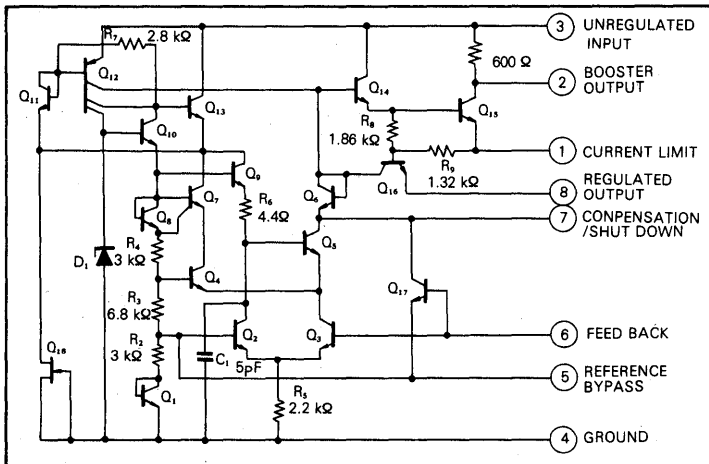 R₇
2.8 kΩ
Q₁₁
Q₁₂
Q₁₃
Q₁₀
Q₁₄
600 Ω
Q₁₅
R₈
1.86 kΩ
R₉
1.32 kΩ
Q₁₆
Q₉
R₆
4.4Ω
Q₈
Q₇
Q₆
Q₅
R₄
3 kΩ
D₁
Q₄
R₃
6.8 kΩ
Q₂
Q₃
Q₁₇
R₂
3 kΩ
C₁
5pF
Q₁₈
Q₁
R₅
2.2 kΩ
3 UNREGULATED INPUT
2 BOOSTER OUTPUT
1 CURRENT LIMIT
8 REGULATED OUTPUT
7 CONPENSATION /SHUT DOWN
6 FEED BACK
5 REFERENCE BYPASS
4 GROUND